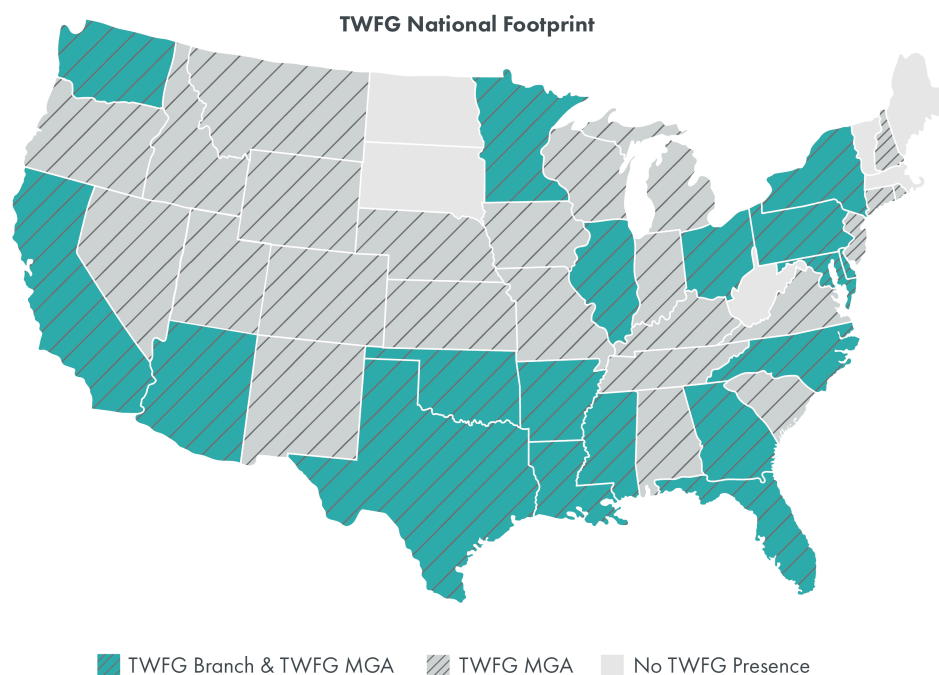 TWFG National Footprint
TWFG Branch & TWFG MGA
TWFG MGA
No TWFG Presence